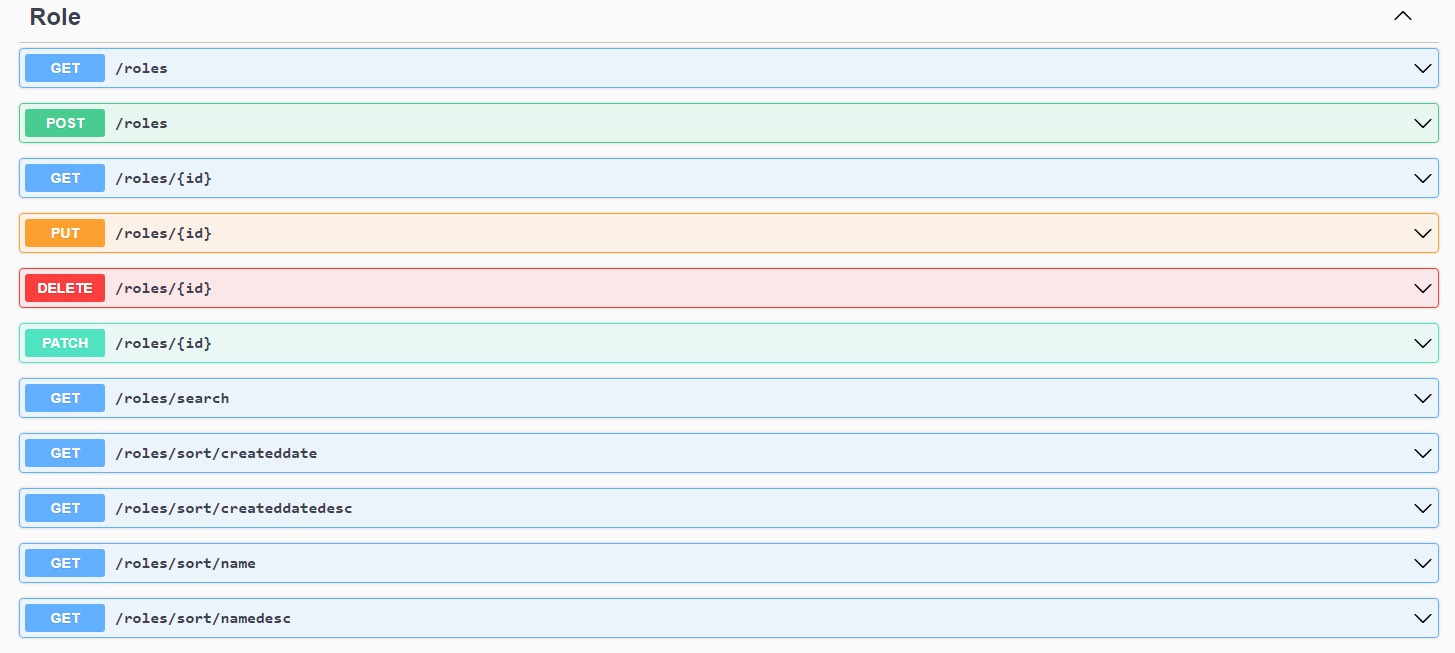 Role
GET /roles
POST /roles
GET /roles/{id}
PUT /roles/{id}
DELETE /roles/{id}
PATCH /roles/{id}
GET /roles/search
GET /roles/sort/createddate
GET /roles/sort/createddatedesc
GET /roles/sort/name
GET /roles/sort/namedesc